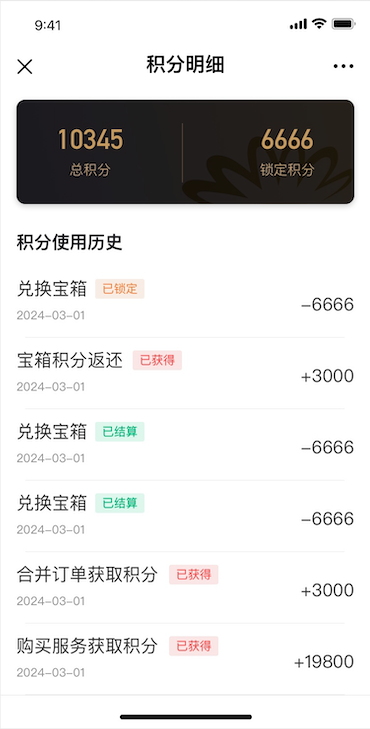 9:41
积分明细
10345 6666
总积分 锁定积分
积分使用历史
兑换宝箱 已锁定
2024-03-01 -6666
宝箱积分返还 已获得
2024-03-01 +3000
兑换宝箱 已结算
2024-03-01 -6666
兑换宝箱 已结算
2024-03-01 -6666
合并订单获取积分 已获得
2024-03-01 +3000
购买服务获取积分 已获得
2024-03-01 +19800